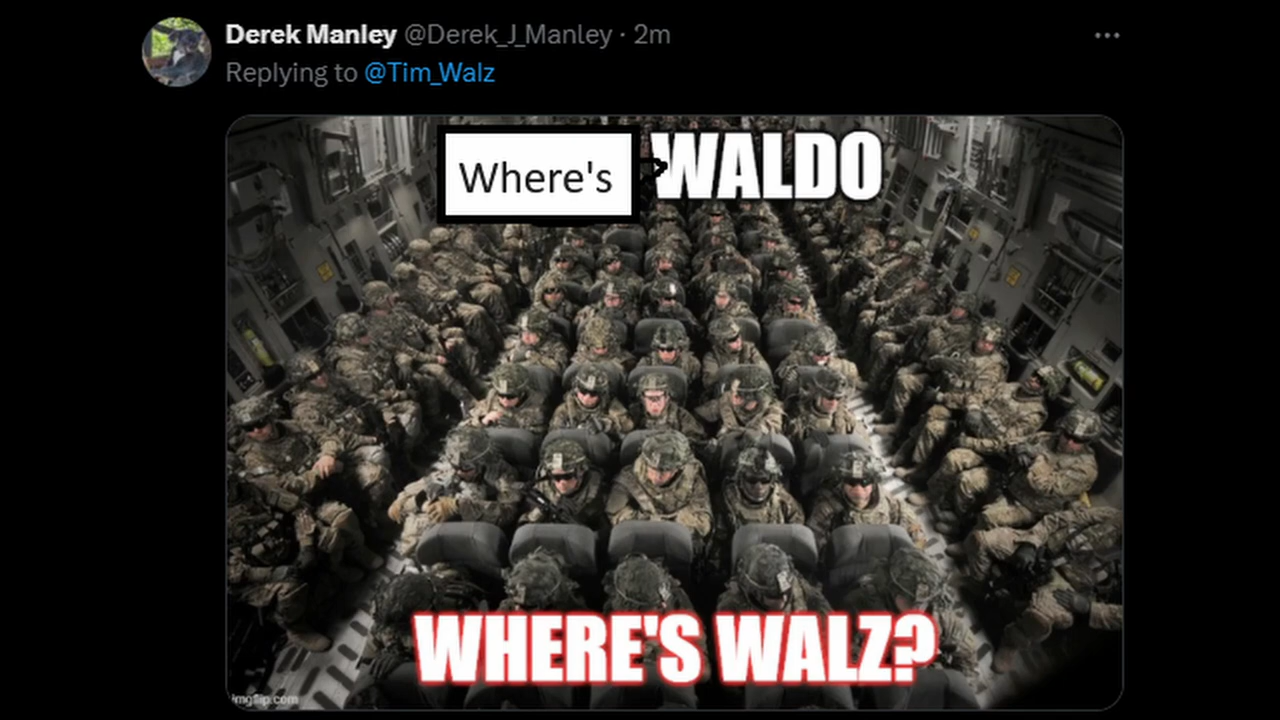 Derek Manley @Derek_J_Manley · 2m
Replying to @Tim_Walz
Where's WALDO
WHERE'S WALZ?
imgflip.com